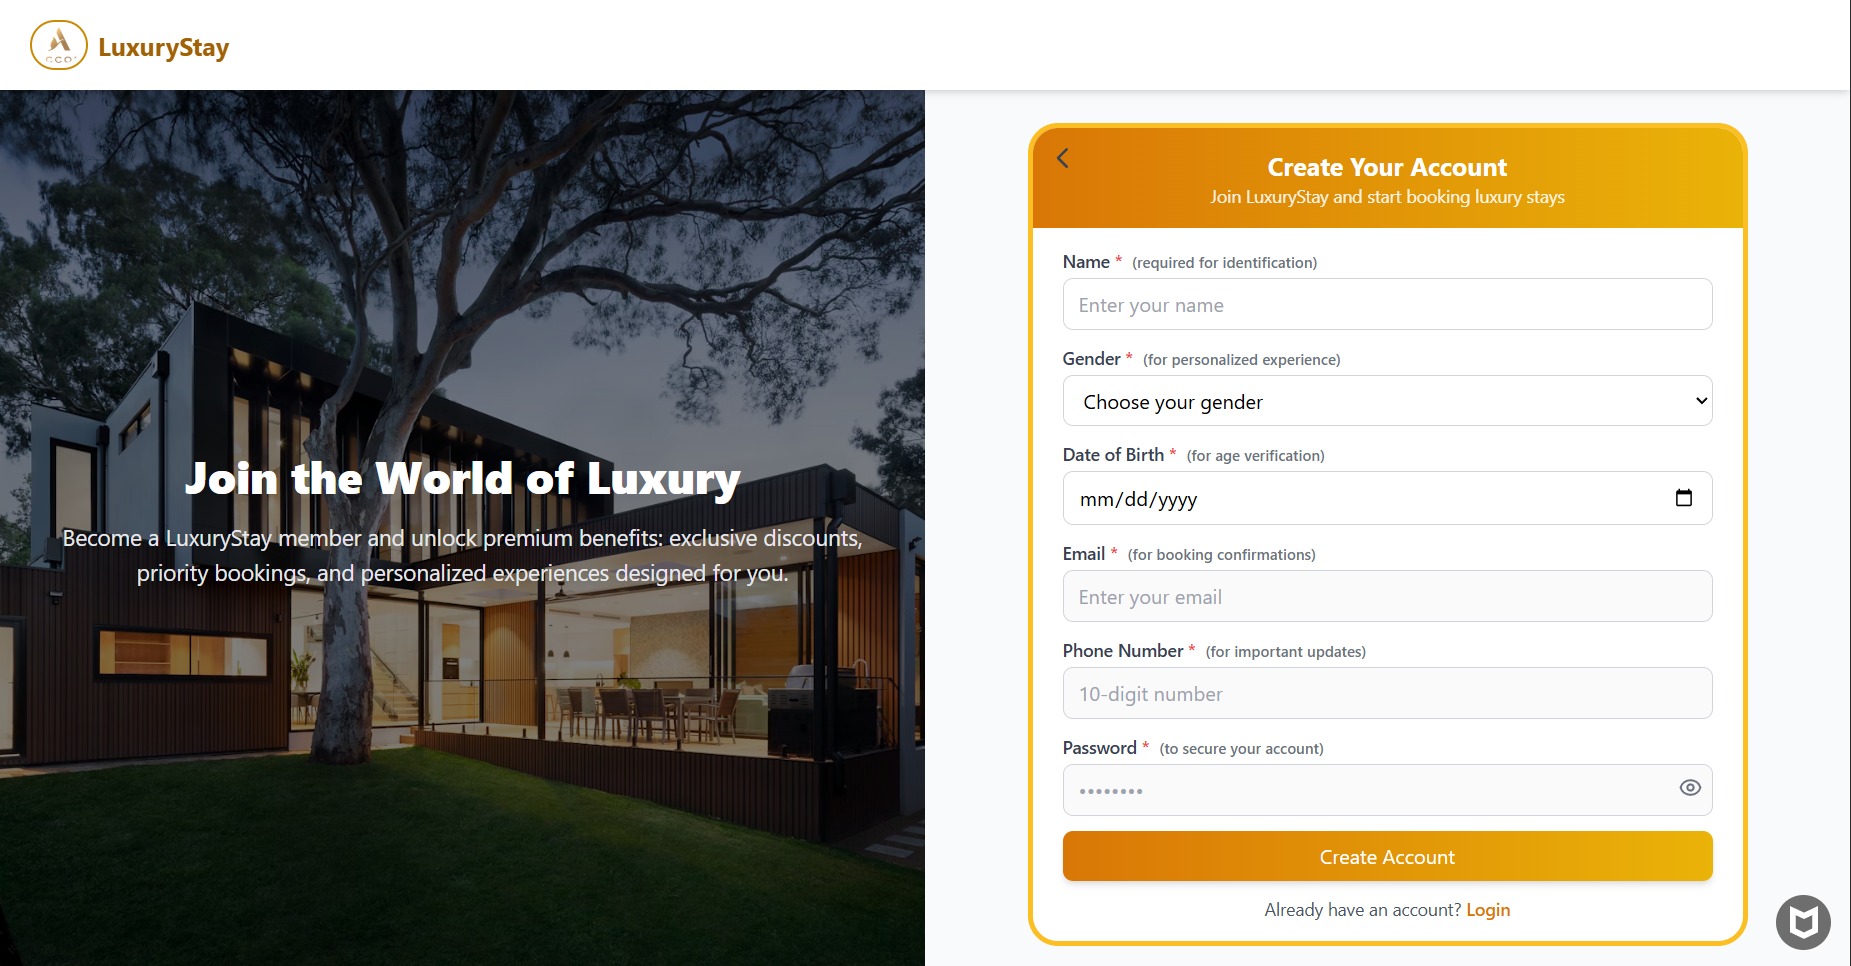 LuxuryStay
Join the World of Luxury
Become a LuxuryStay member and unlock premium benefits: exclusive discounts,
priority bookings, and personalized experiences designed for you.
Create Your Account
Join LuxuryStay and start booking luxury stays
Name * (required for identification)
Enter your name
Gender * (for personalized experience)
Choose your gender
Date of Birth * (for age verification)
mm/dd/yyyy
Email * (for booking confirmations)
Enter your email
Phone Number * (for important updates)
10-digit number
Password * (to secure your account)
••••••••
Create Account
Already have an account? Login